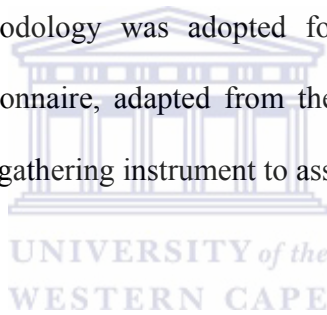 odology was adopted fo
onnaire, adapted from the
gathering instrument to ass
UNIVERSITY of the
WESTERN CAPE